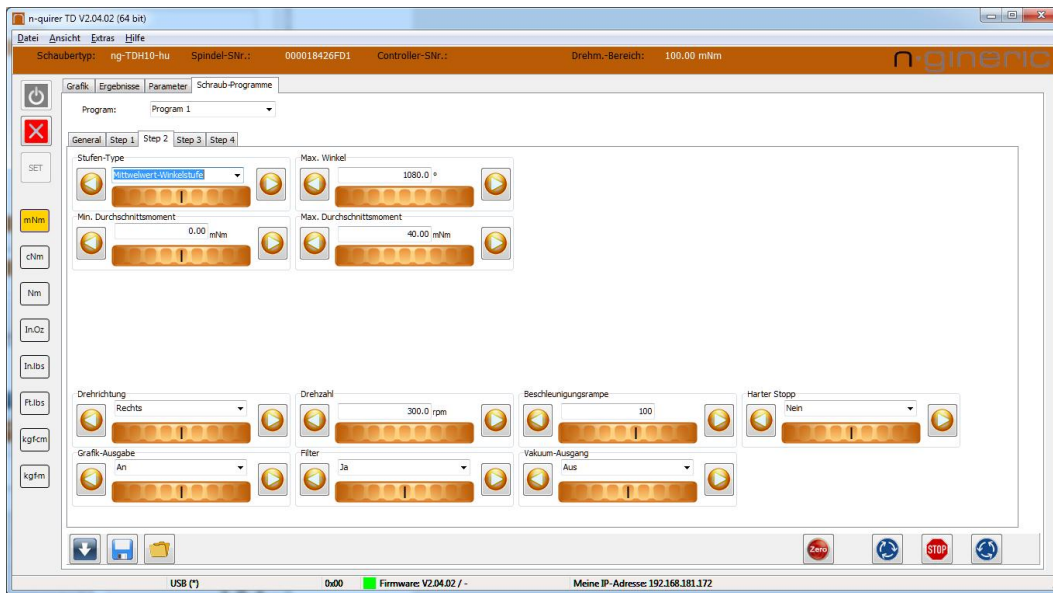 n-quirer TD V2.04.02 (64 bit)
Datei Ansicht Extras Hilfe
Schaubertyp: ng-TDH10-hu Spindel-SNr.: 000018426FD1 Controller-SNr.: Drehm.-Bereich: 100.00 mNm
n-gineric
Grafik Ergebnisse Parameter Schraub-Programme
Program: Program 1
General Step 1 Step 2 Step 3 Step 4
SET
Stufen-Type Max. Winkel
Mittwelwert-Winkelstufe 1080.0 °
Min. Durchschnittsmoment Max. Durchschnittsmoment
0.00 mNm 40.00 mNm
mNm
cNm
Nm
In.Oz
In.lbs
Ft.lbs
kgfcm
kgfm
Drehrichtung Drehzahl Beschleunigungsrampe Harter Stopp
Rechts 300.0 rpm 100 Nein
Grafik-Ausgabe Filter Vakuum-Ausgang
An Ja Aus
Zero STOP
USB (*) 0x00 Firmware: V2.04.02 / - Meine IP-Adresse: 192.168.181.172